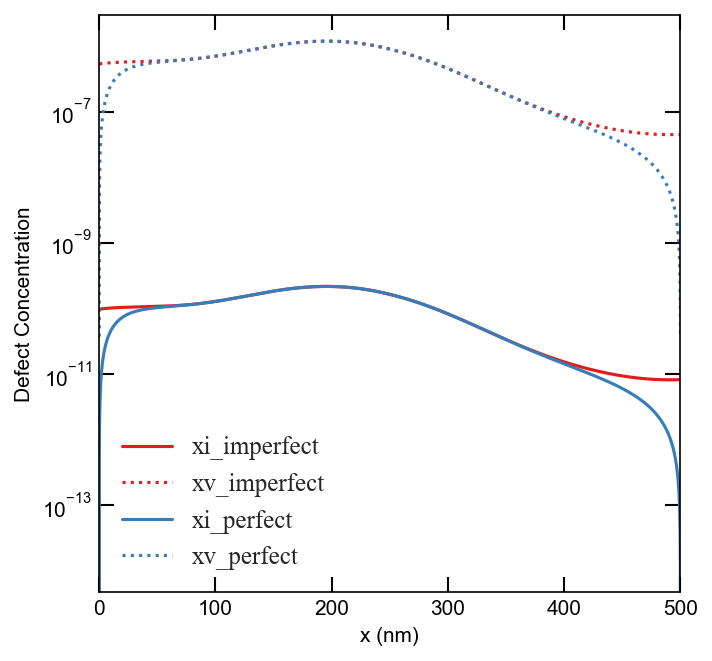 Defect Concentration
10⁻⁷
10⁻⁹
10⁻¹¹
10⁻¹³
xi_imperfect
xv_imperfect
xi_perfect
xv_perfect
0 100 200 300 400 500
x (nm)